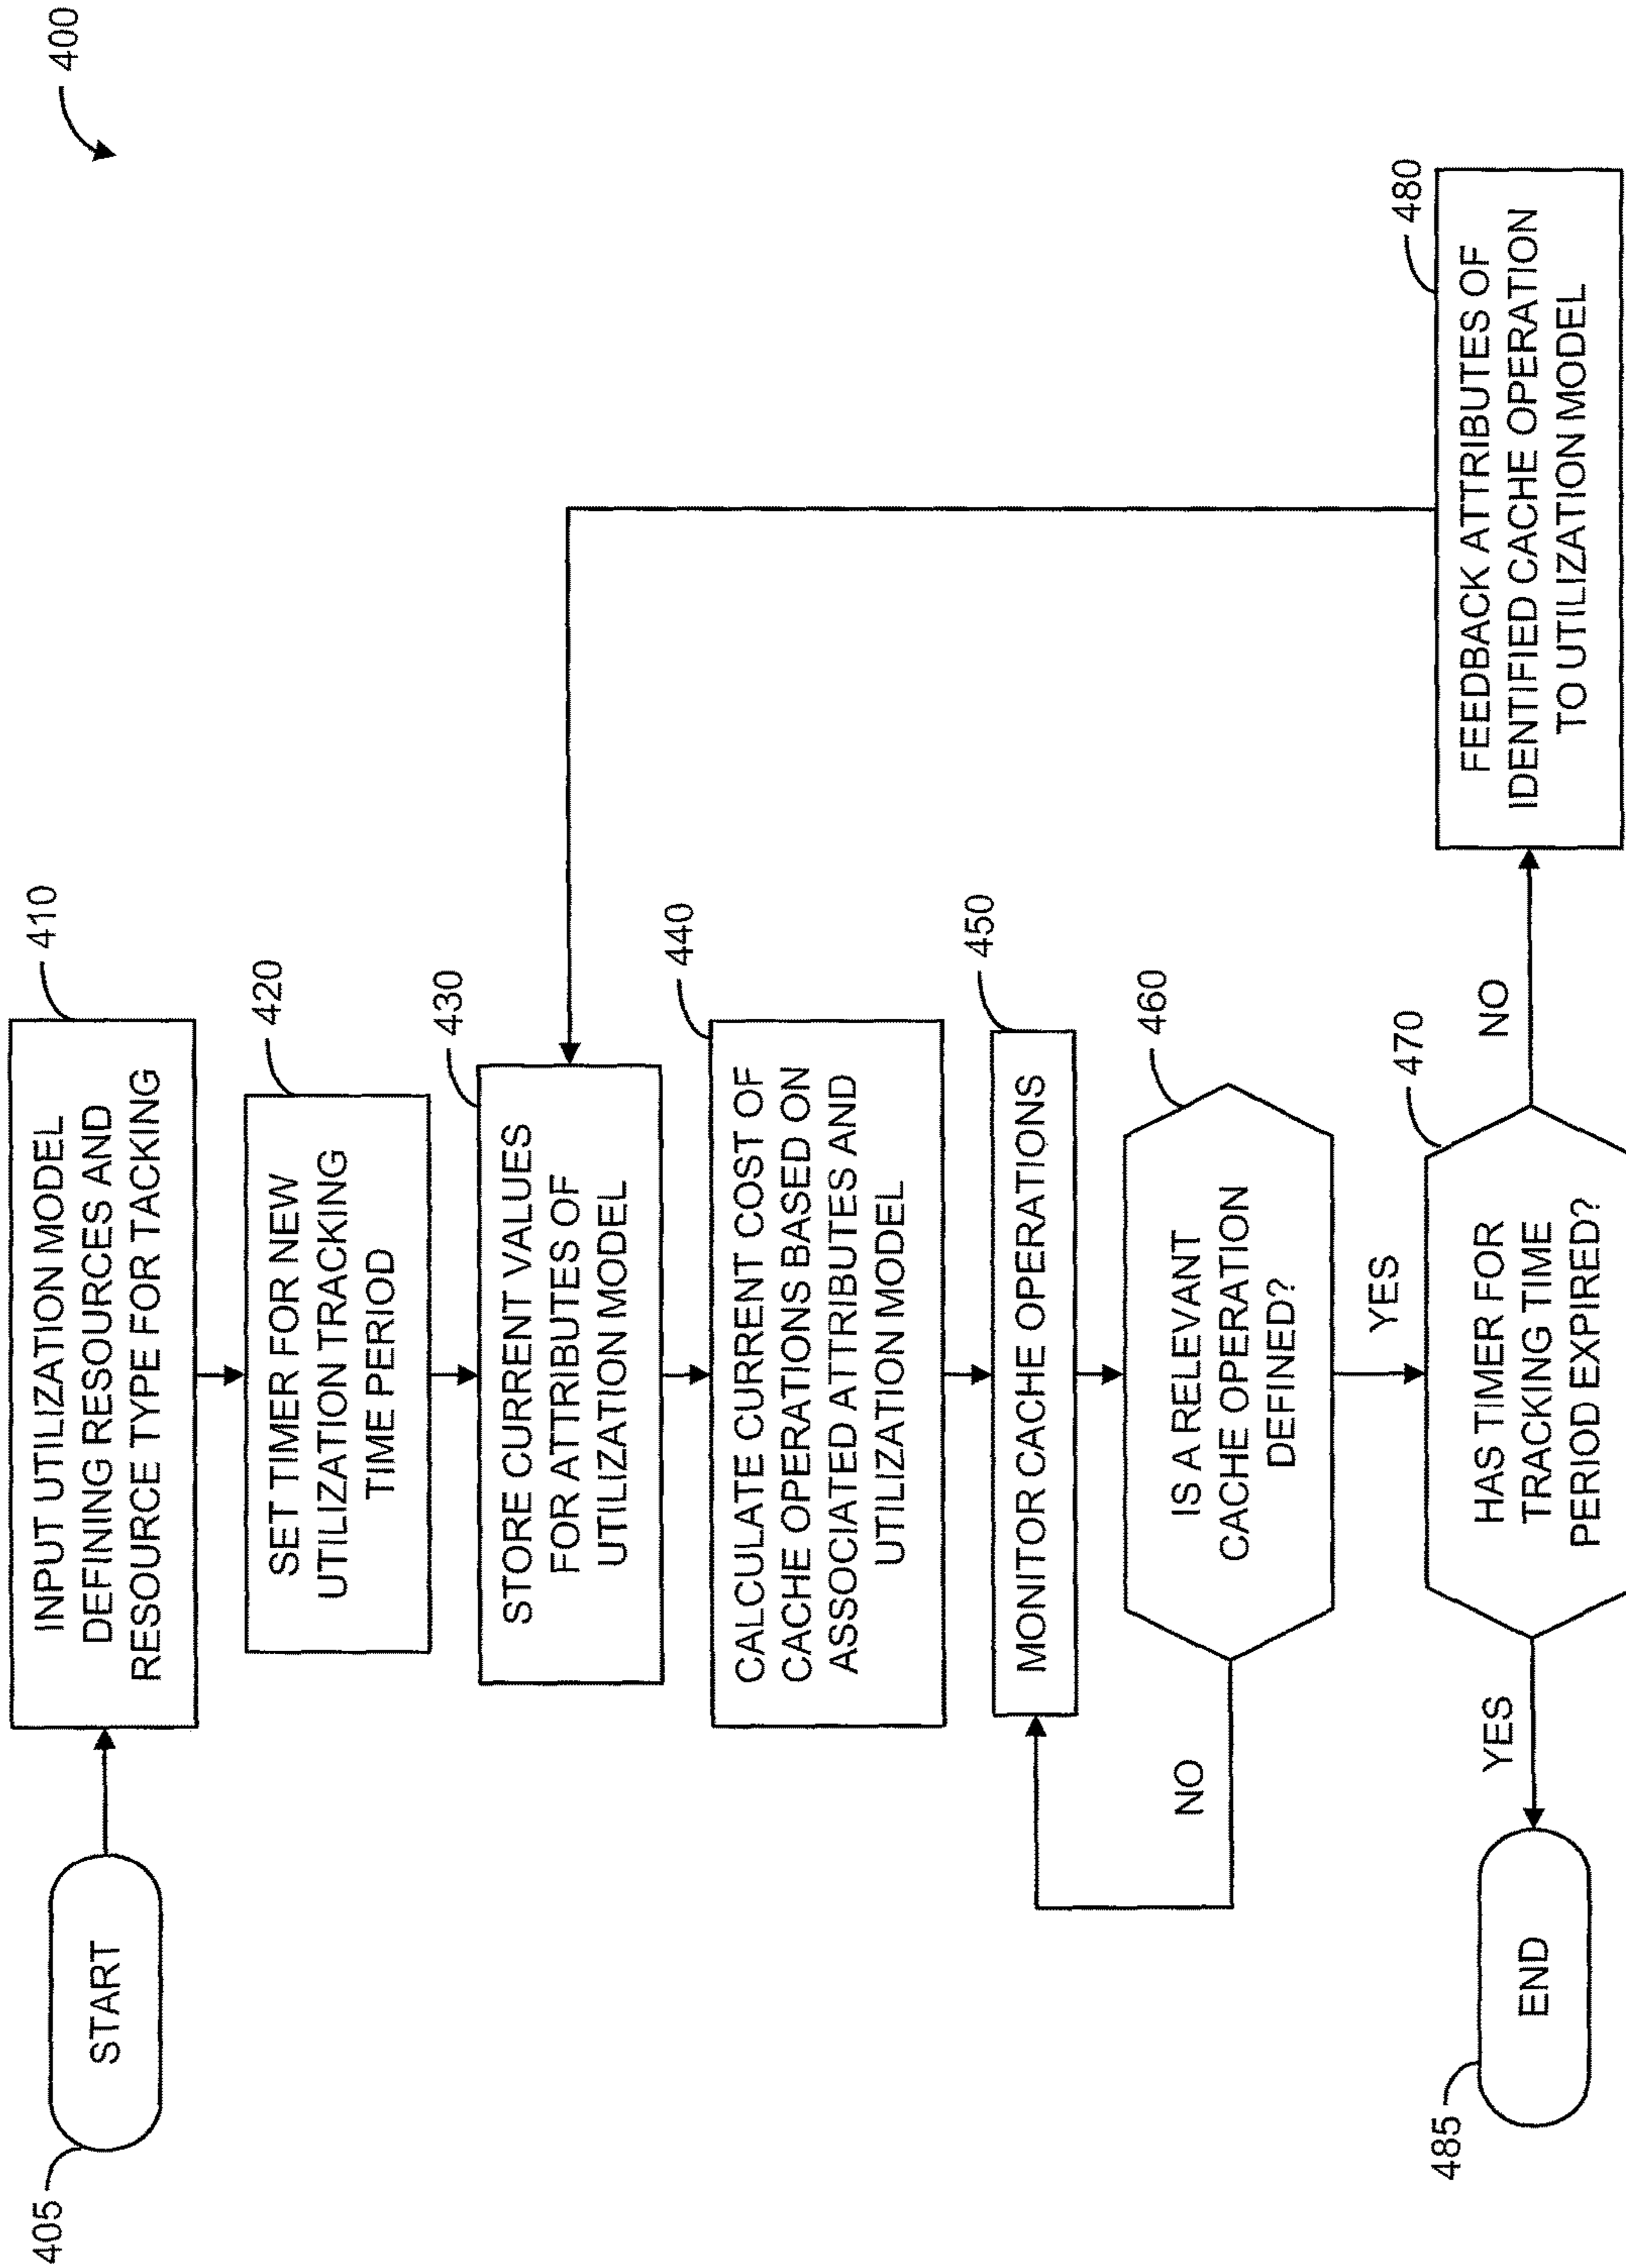 400
405
START
410
INPUT UTILIZATION MODEL
DEFINING RESOURCES AND
RESOURCE TYPE FOR TACKING
420
SET TIMER FOR NEW
UTILIZATION TRACKING
TIME PERIOD
430
STORE CURRENT VALUES
FOR ATTRIBUTES OF
UTILIZATION MODEL
440
CALCULATE CURRENT COST OF
CACHE OPERATIONS BASED ON
ASSOCIATED ATTRIBUTES AND
UTILIZATION MODEL
450
MONITOR CACHE OPERATIONS
460
IS A RELEVANT
CACHE OPERATION
DEFINED?
NO
YES
470
HAS TIMER FOR
TRACKING TIME
PERIOD EXPIRED?
NO
YES
480
FEEDBACK ATTRIBUTES OF
IDENTIFIED CACHE OPERATION
TO UTILIZATION MODEL
485
END